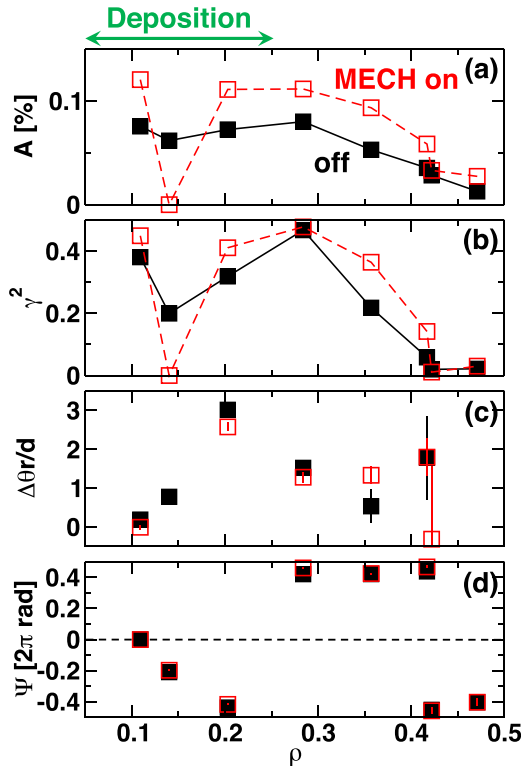 Deposition
(a)
MECH on
off
A [%]
0.1
0
(b)
γ²
0.4
0.2
0
(c)
Δθr/d
3
2
1
0
(d)
Ψ [2π rad]
0.4
0.2
0
-0.2
-0.4
0.1 0.2 0.3 0.4 0.5
ρ